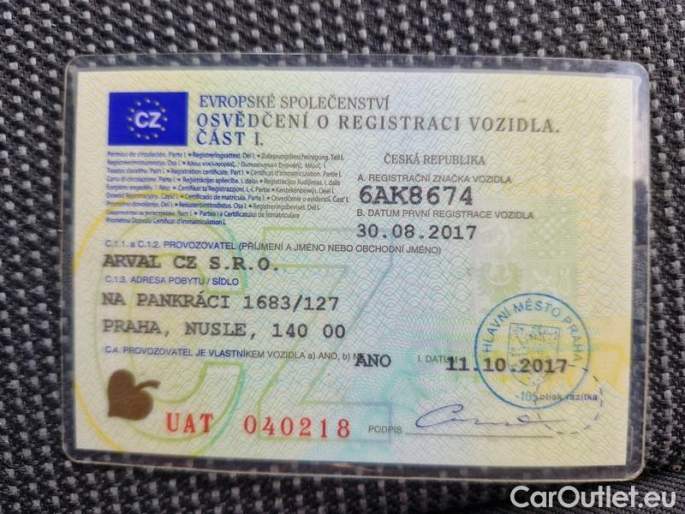 CZ
EVROPSKÉ SPOLEČENSTVÍ
OSVĚDČENÍ O REGISTRACI VOZIDLA.
ČÁST I.
ČESKÁ REPUBLIKA
A. REGISTRAČNÍ ZNAČKA VOZIDLA
6AK8674
B. DATUM PRVNÍ REGISTRACE VOZIDLA
30.08.2017
C.1.1. a C.1.2. PROVOZOVATEL (PŘÍJMENÍ A JMÉNO NEBO OBCHODNÍ JMÉNO)
ARVAL CZ S.R.O.
C.1.3. ADRESA POBYTU / SÍDLO
NA PANKRÁCI 1683/127
PRAHA, NUSLE, 140 00
C.4. PROVOZOVATEL JE VLASTNÍKEM VOZIDLA a) ANO, b) NE
ANO
I. DATUM
11.10.2017
HLAVNÍ MĚSTO PRAHA
otisk razítka
UAT 040218
PODPIS
CarOutlet.eu